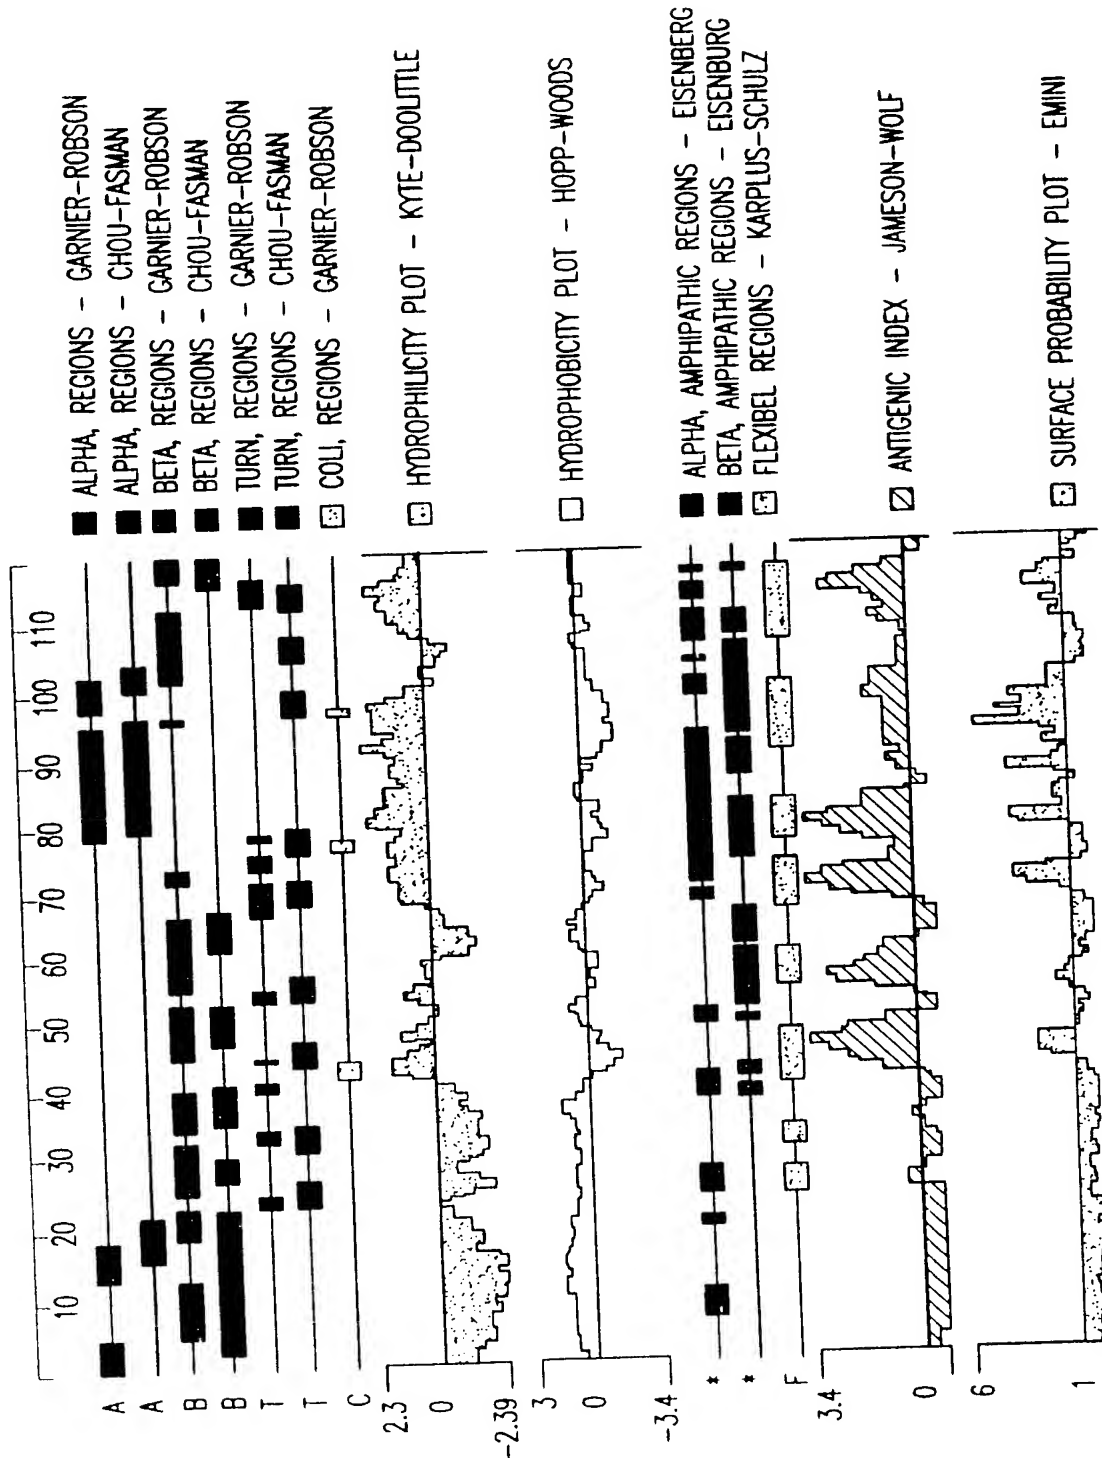 10 20 30 40 50 60 70 80 90 100 110
A ALPHA, REGIONS - GARNIER-ROBSON
A ALPHA, REGIONS - CHOU-FASMAN
B BETA, REGIONS - GARNIER-ROBSON
B BETA, REGIONS - CHOU-FASMAN
T TURN, REGIONS - GARNIER-ROBSON
T TURN, REGIONS - CHOU-FASMAN
C COLI, REGIONS - GARNIER-ROBSON
2.3
0
-2.39
HYDROPHILICITY PLOT - KYTE-DOOLITTLE
3
0
-3.4
HYDROPHOBICITY PLOT - HOPP-WOODS
* ALPHA, AMPHIPATHIC REGIONS - EISENBERG
* BETA, AMPHIPATHIC REGIONS - EISENBURG
F FLEXIBEL REGIONS - KARPLUS-SCHULZ
3.4
0
ANTIGENIC INDEX - JAMESON-WOLF
6
1
SURFACE PROBABILITY PLOT - EMINI